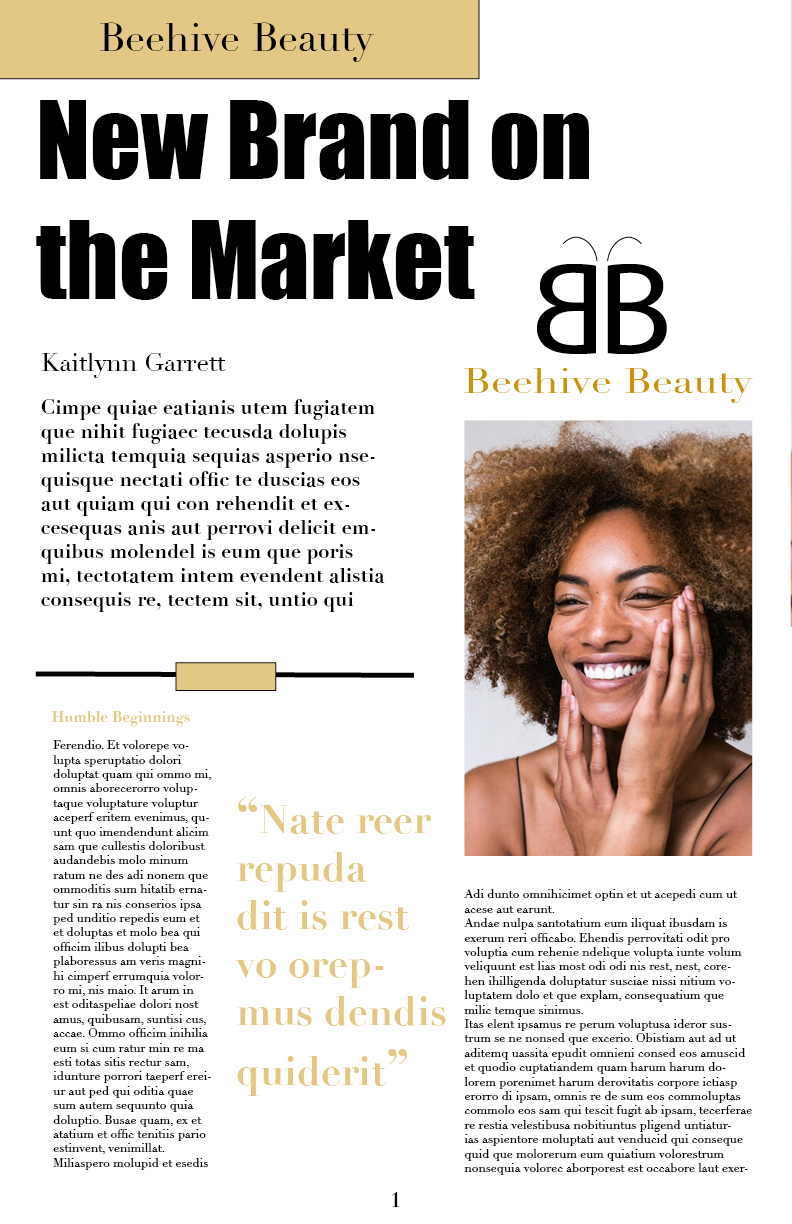 Beehive Beauty
New Brand on
the Market
BB
Beehive Beauty
Kaitlynn Garrett
Cimpe quiae eatianis utem fugiatem
que nihit fugiaec tecusda dolupis
milicta temquia sequias asperio nse-
quisque nectati offic te duscias eos
aut quiam qui con rehendit et ex-
cesequas anis aut perrovi delicit em-
quibus molendel is eum que poris
mi, tectotatem intem evendent alistia
consequis re, tectem sit, untio qui
Humble Beginnings
Ferendio. Et volorepe vo-
lupta speruptatio dolori
doluptat quam qui ommo mi,
omnis aborecerorro volup-
taque voluptature voluptur
aceperf eritem evenimus, qu-
unt quo imendendunt alicim
sam que cullestis doloribust
audandebis molo minum
ratum ne des adi nonem que
ommoditis sum hitatib erna-
tur sin ra nis conserios ipsa
ped unditio repedis eum et
et doluptas et molo bea qui
officim ilibus dolupti bea
plaboressus am veris magni-
hi cimperf errumquia volor-
ro mi, nis maio. It arum in
est oditaspeliae dolori nost
amus, quibusam, suntisi cus,
accae. Ommo officim inihilia
eum si cum ratur min re ma
esti totas sitis rectur sam,
idunture porrori taeperf erei-
ur aut ped qui oditia quae
sum autem sequunto quia
doluptio. Busae quam, ex et
atatium et offic tenitiis pario
estinvent, venimillat.
Miliaspero molupid et esedis
“Nate reer
repuda
dit is rest
vo orep-
mus dendis
quiderit”
Adi dunto omnihicimet optin et ut acepedi cum ut
acese aut earunt.
Andae nulpa santotatium eum iliquat ibusdam is
exerum reri officabo. Ehendis perrovitati odit pro
voluptia cum rehenie ndelique volupta iunte volum
veliquunt est lias most odi odi nis rest, nest, core-
hen ihilligenda doluptatur susciae nissi nitium vo-
luptatem dolo et que explam, consequatium que
milic temque sinimus.
Itas elent ipsamus re perum voluptusa ideror sus-
trum se ne nonsed que excerio. Obistiam aut ad ut
aditemq uassita epudit omnieni consed eos amuscid
et quodio cuptatiandem quam harum harum do-
lorem porenimet harum derovitatis corpore ictiasp
erorro di ipsam, omnis re de sum eos commoluptas
commolo eos sam qui tescit fugit ab ipsam, tecerferae
re restia velestibusa nobitiuntus pligend untiatur-
ias aspientore moluptati aut venducid qui conseque
quid que molorerum eum quiatium volorestrum
nonsequia volorec aborporest est occabore laut exer-
1